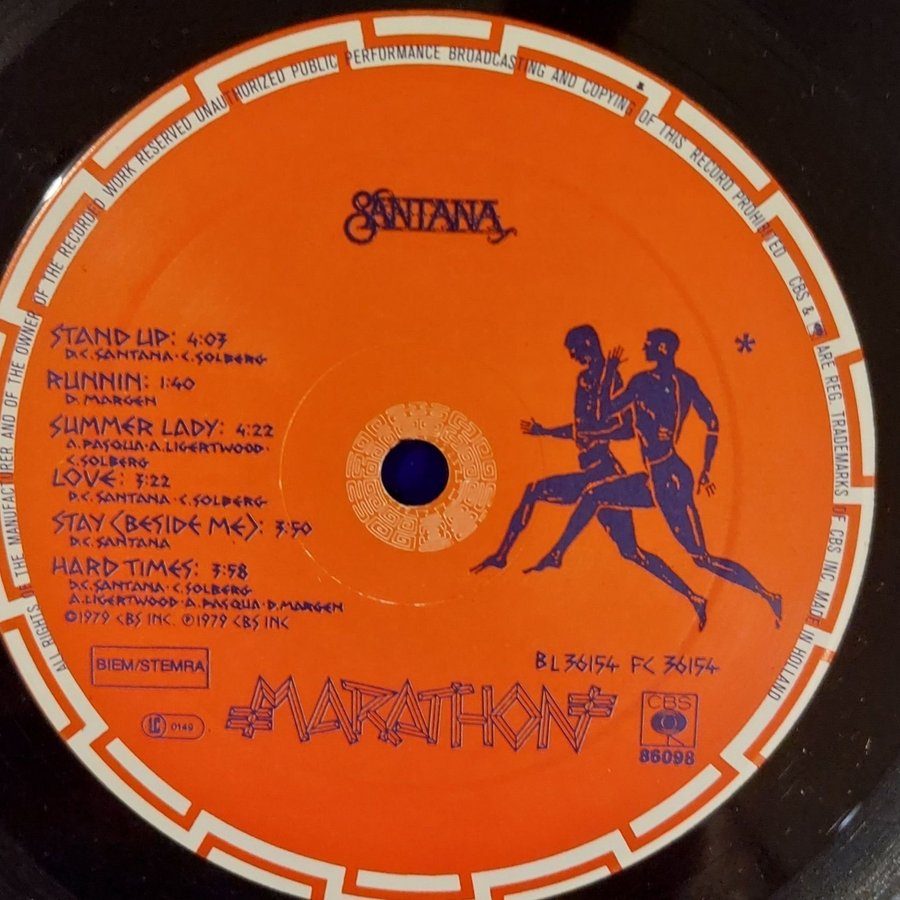 ALL RIGHTS OF THE MANUFACTURER AND OF THE OWNER OF THE RECORDED WORK RESERVED UNAUTHORIZED PUBLIC PERFORMANCE BROADCASTING AND COPYING OF THIS RECORD PROHIBITED CBS & ARE REG. TRADEMARKS OF CBS INC. MADE IN HOLLAND
SANTANA
STAND UP: 4:03
D.C. SANTANA · C. SOLBERG
RUNNIN: 1:40
D. MARGEN
SUMMER LADY: 4:22
A. PASQUA · A. LIGERTWOOD ·
C. SOLBERG
LOVE: 3:22
D.C. SANTANA · C. SOLBERG
STAY (BESIDE ME): 3:50
D.C. SANTANA
HARD TIMES: 3:58
D.C. SANTANA · C. SOLBERG
A. LIGERTWOOD · A. PASQUA · D. MARGEN
©1979 CBS INC. ℗1979 CBS INC
*
BIEM/STEMRA
BL 36154 FC 36154
LC 0149
MARATHON
CBS
86098